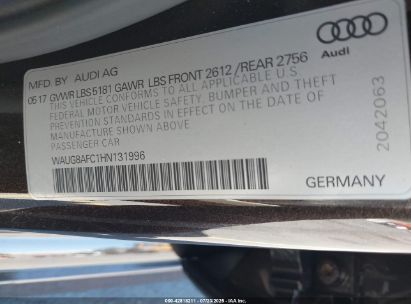 MFD. BY AUDI AG
05 17 GVWR LBS 5181 GAWR LBS FRONT 2612 / REAR 2756
THIS VEHICLE CONFORMS TO ALL APPLICABLE U.S
FEDERAL MOTOR VEHICLE SAFETY, BUMPER, AND THEFT
PREVENTION STANDARDS IN EFFECT ON THE DATE OF
MANUFACTURE SHOWN ABOVE.
PASSENGER CAR
WAUG8AFC1HN131996
GERMANY
Audi
2042063